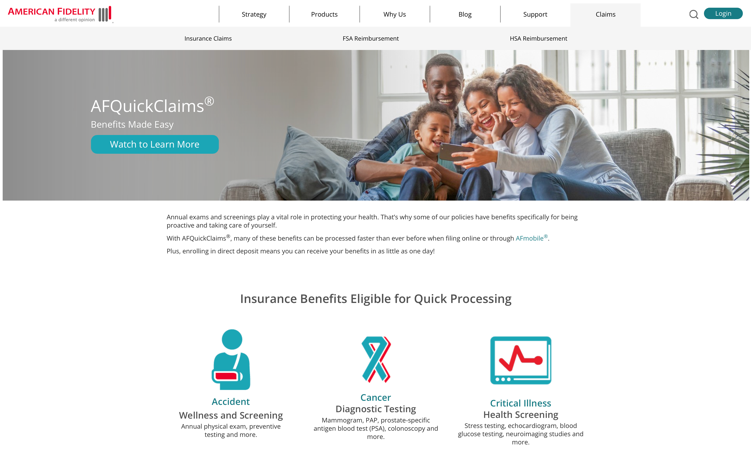 AMERICAN FIDELITY
a different opinion
Strategy
Products
Why Us
Blog
Support
Claims
Login
Insurance Claims
FSA Reimbursement
HSA Reimbursement
AFQuickClaims®
Benefits Made Easy
Watch to Learn More
Annual exams and screenings play a vital role in protecting your health. That's why some of our policies have benefits specifically for being
proactive and taking care of yourself.
With AFQuickClaims®, many of these benefits can be processed faster than ever before when filing online or through AFmobile®.
Plus, enrolling in direct deposit means you can receive your benefits in as little as one day!
Insurance Benefits Eligible for Quick Processing
Accident
Wellness and Screening
Annual physical exam, preventive
testing and more.
Cancer
Diagnostic Testing
Mammogram, PAP, prostate-specific
antigen blood test (PSA), colonoscopy and
more.
Critical Illness
Health Screening
Stress testing, echocardiogram, blood
glucose testing, neuroimaging studies and
more.